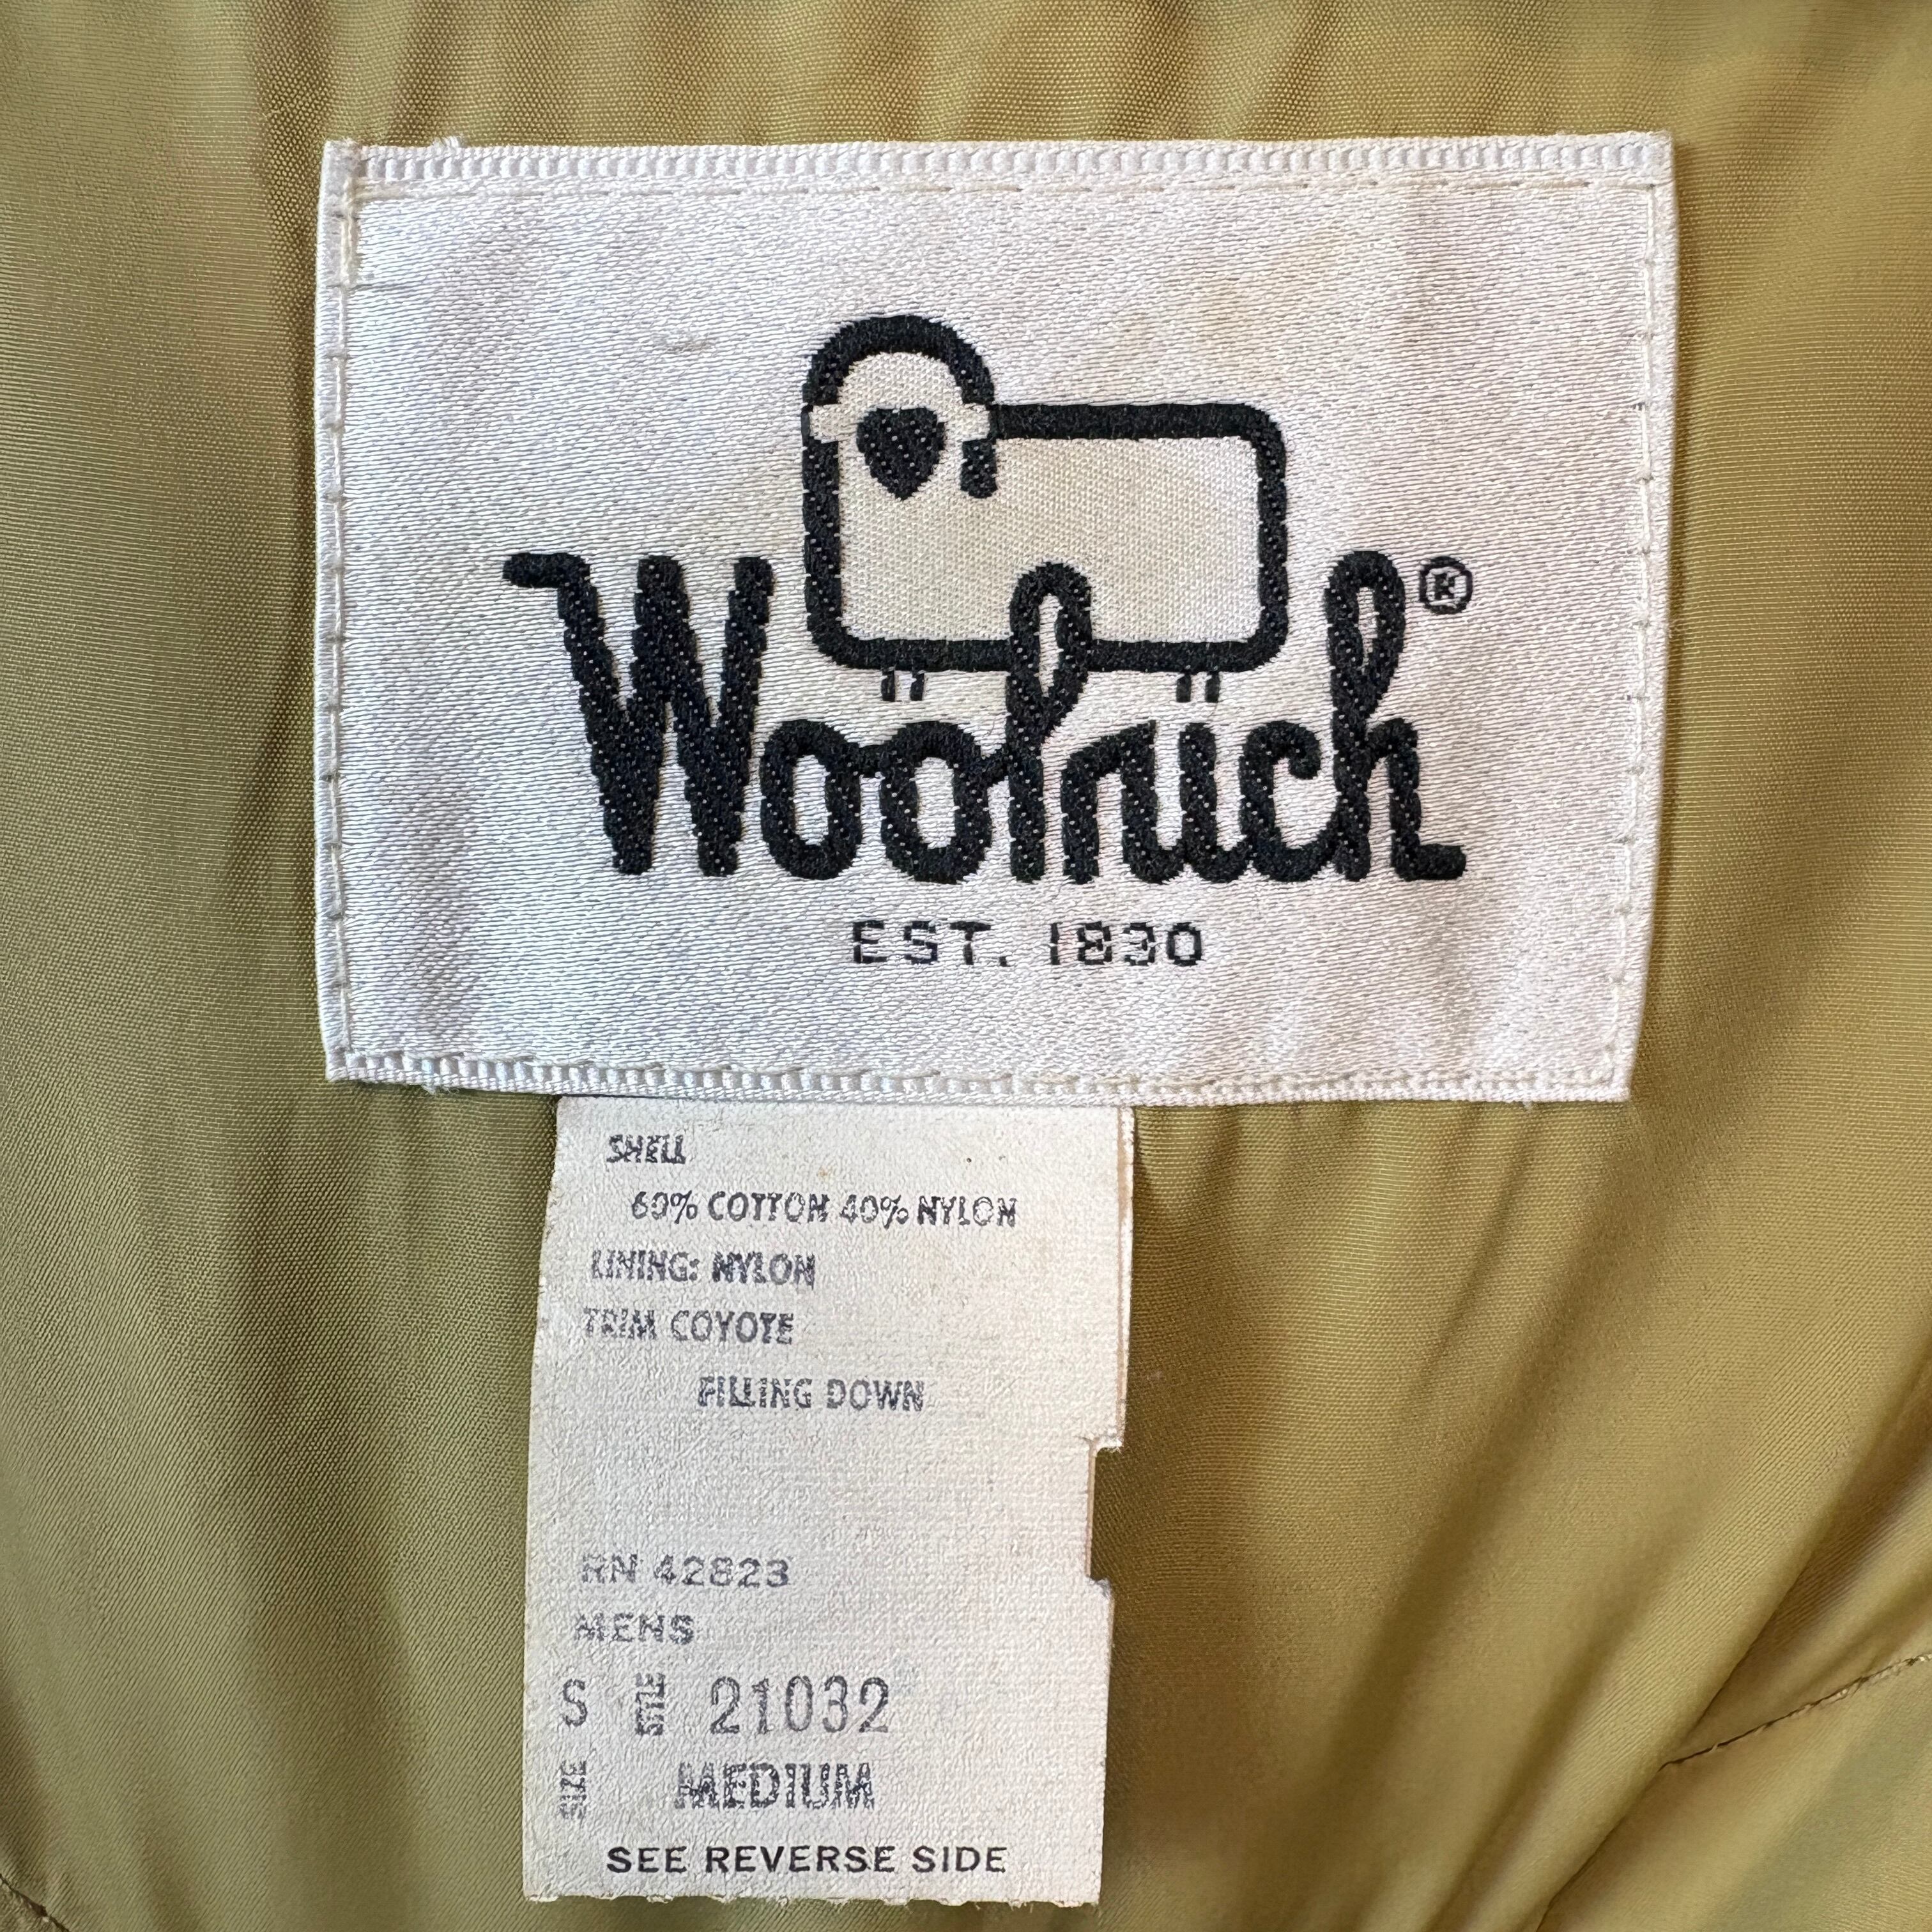 Woolrich®
EST. 1830
SHELL
60% COTTON 40% NYLON
LINING: NYLON
TRIM COYOTE
FILLING DOWN
RN 42823
MENS
S STYLE 21032
SIZE MEDIUM
SEE REVERSE SIDE